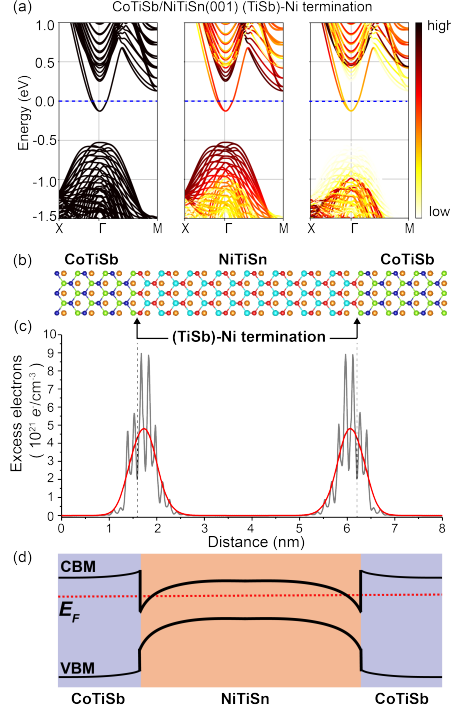 (a) CoTiSb/NiTiSn(001) (TiSb)-Ni termination
Energy (eV)
1.0
0.5
0.0
-0.5
-1.0
-1.5
X Γ M X Γ M X Γ M
high
low
(b) CoTiSb NiTiSn CoTiSb
(c) (TiSb)-Ni termination
Excess electrons
( 10²¹ e⁻/cm⁻³ )
10
9
8
7
6
5
4
3
2
1
0
0 1 2 3 4 5 6 7 8
Distance (nm)
(d)
CBM
E_F
VBM
CoTiSb NiTiSn CoTiSb